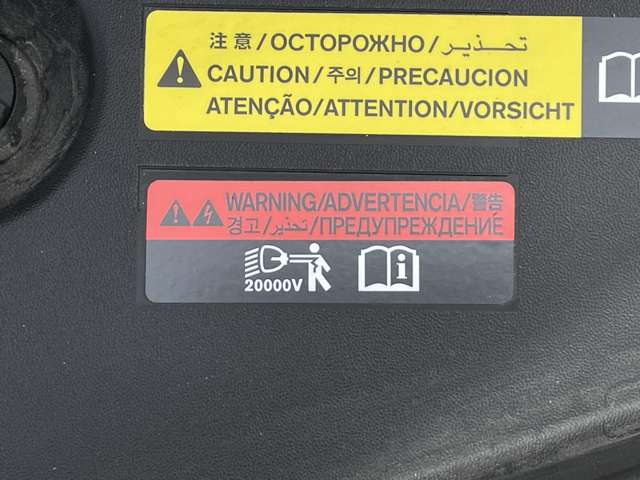 注意/ОСТОРОЖНО/تحذير
CAUTION/주의/PRECAUCION
ATENÇÃO/ATTENTION/VORSICHT
WARNING/ADVERTENCIA/警告
경고/تحذير/ПРЕДУПРЕЖДЕНИЕ
20000V